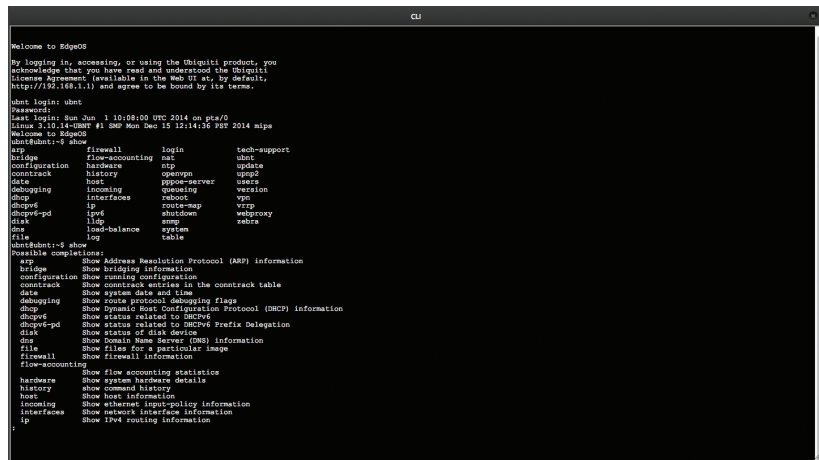 CLI
Welcome to EdgeOS
By logging in, accessing, or using the Ubiquiti product, you
acknowledge that you have read and understood the Ubiquiti
License Agreement (available in the Web UI at, by default,
http://192.168.1.1) and agree to be bound by its terms.
ubnt login: ubnt
Password:
Last login: Sun Jun  1 10:08:00 UTC 2014 on pts/0
Linux 3.10.14-UBNT #1 SMP Mon Dec 15 12:14:36 PST 2014 mips
Welcome to EdgeOS
ubnt@ubnt:~$ show
arp firewall login tech-support
bridge flow-accounting nat ubnt
configuration hardware ntp update
conntrack history openvpn upnp2
date host pppoe-server users
debugging incoming queueing version
dhcp interfaces reboot vpn
dhcpv6 ip route-map vrrp
dhcpv6-pd ipv6 shutdown webproxy
disk lldp snmp zebra
dns load-balance system
file log table
ubnt@ubnt:~$ show
Possible completions:
arp Show Address Resolution Protocol (ARP) information
bridge Show bridging information
configuration Show running configuration
conntrack Show conntrack entries in the conntrack table
date Show system date and time
debugging Show route protocol debugging flags
dhcp Show Dynamic Host Configuration Protocol (DHCP) information
dhcpv6 Show status related to DHCPv6
dhcpv6-pd Show status related to DHCPv6 Prefix Delegation
disk Show status of disk device
dns Show Domain Name Server (DNS) information
file Show files for a particular image
firewall Show firewall information
flow-accounting
Show flow accounting statistics
hardware Show system hardware details
history show command history
host Show host information
incoming Show ethernet input-policy information
interfaces Show network interface information
ip Show IPv4 routing information
: